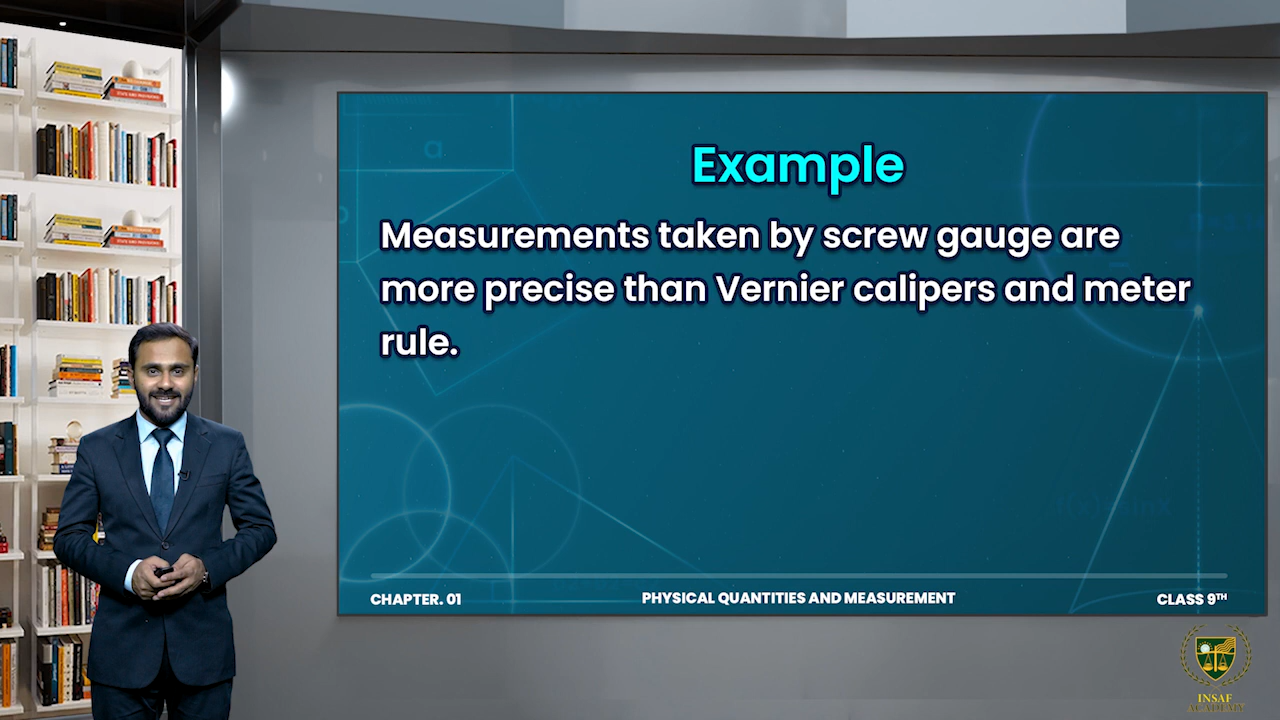 Example
Measurements taken by screw gauge are
more precise than Vernier calipers and meter
rule.
CHAPTER. 01
PHYSICAL QUANTITIES AND MEASUREMENT
CLASS 9TH
INSAF
ACADEMY